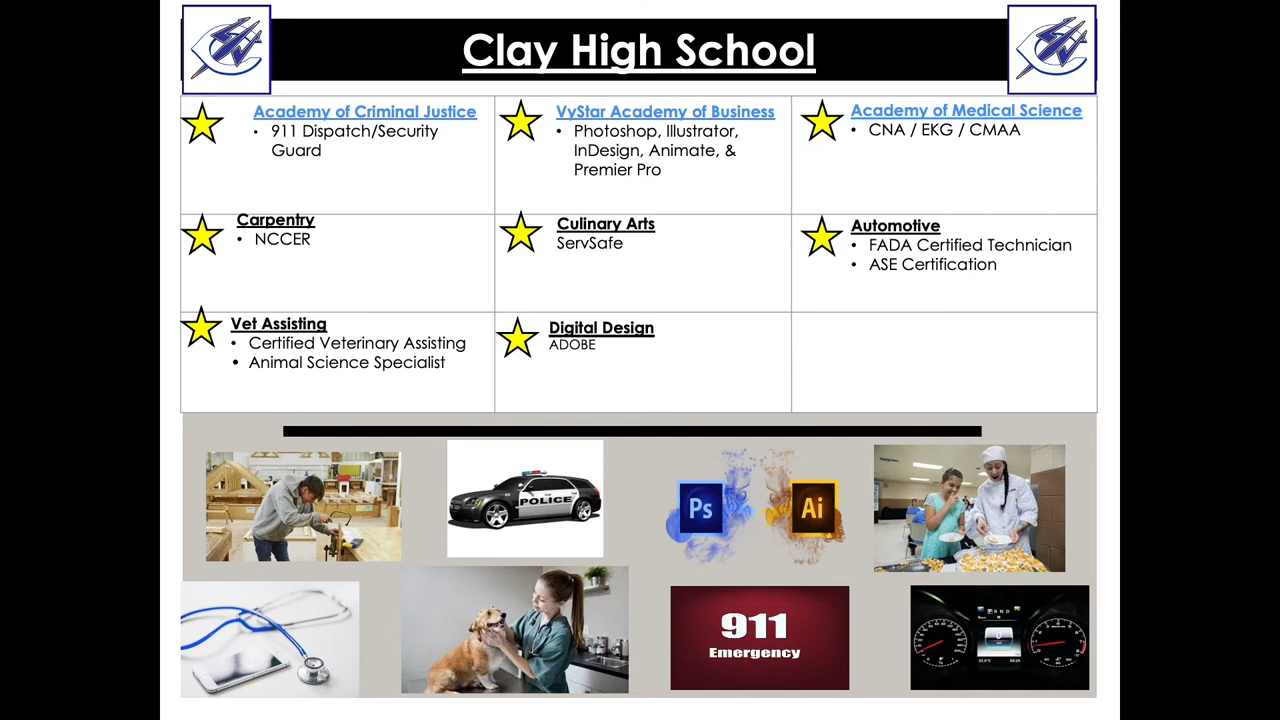 Clay High School
Academy of Criminal Justice
• 911 Dispatch/Security
Guard
VyStar Academy of Business
• Photoshop, Illustrator,
InDesign, Animate, &
Premier Pro
Academy of Medical Science
• CNA / EKG / CMAA
Carpentry
• NCCER
Culinary Arts
ServSafe
Automotive
• FADA Certified Technician
• ASE Certification
Vet Assisting
• Certified Veterinary Assisting
• Animal Science Specialist
Digital Design
ADOBE
POLICE
Ps
Ai
911
Emergency